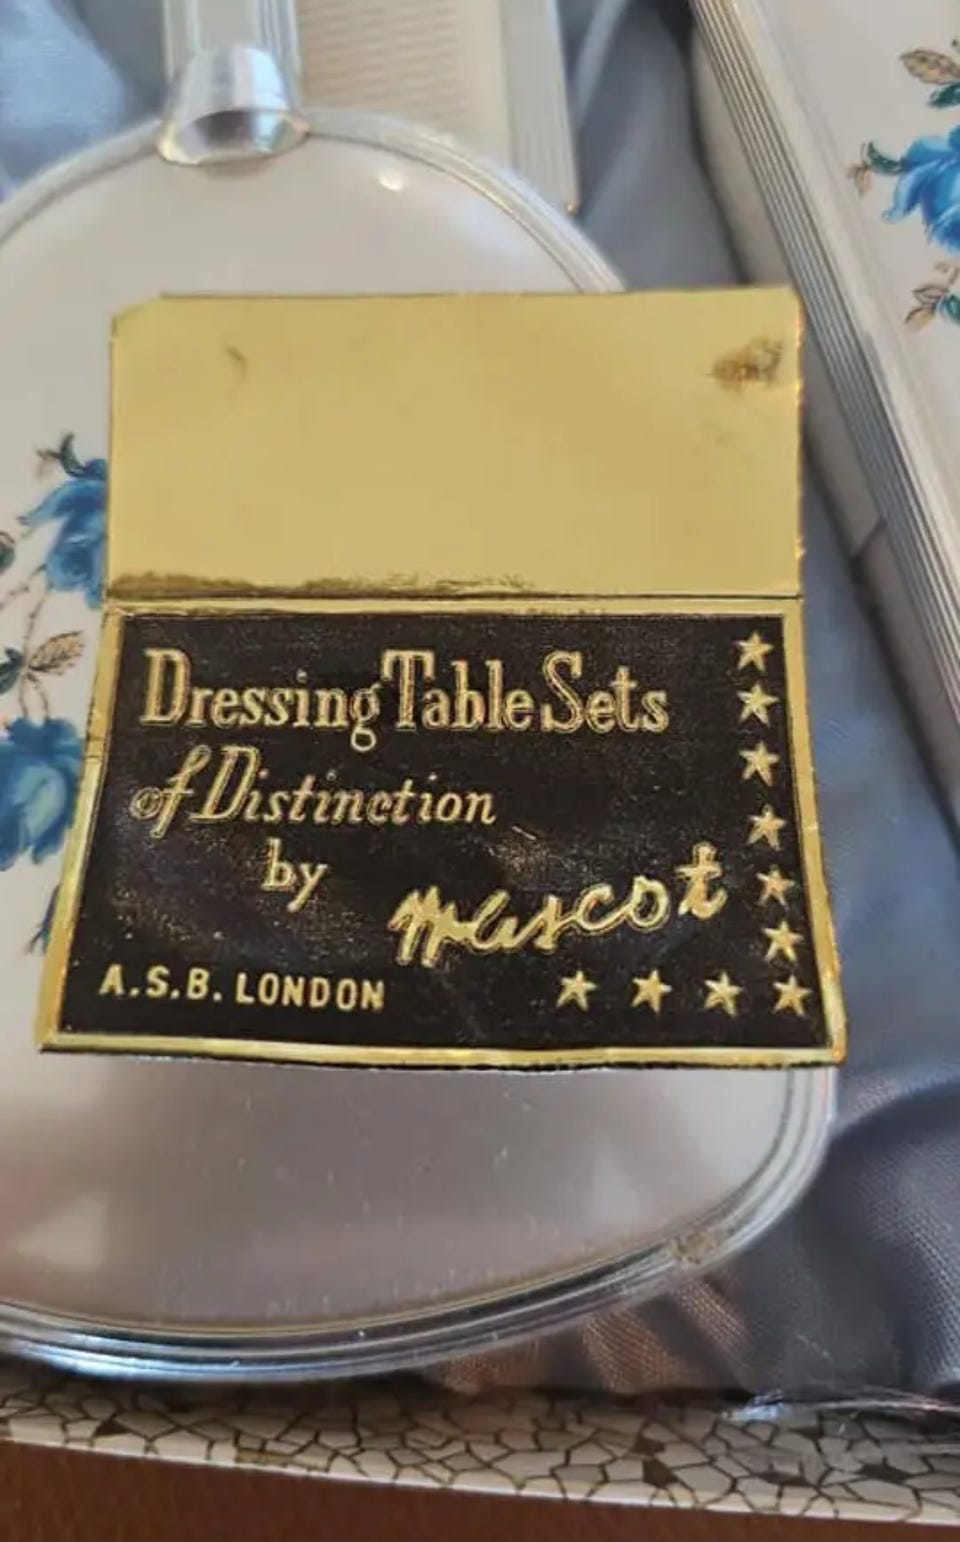 Dressing Table Sets
of Distinction
by
Mascot
A.S.B. LONDON